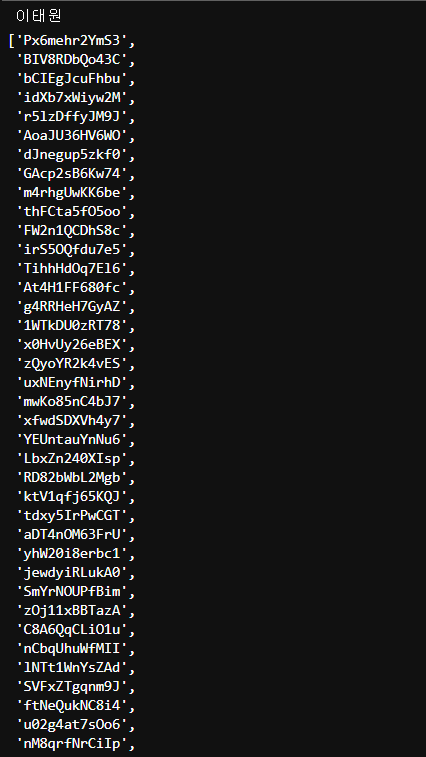 이태원
['Px6mehr2YmS3',
'BIV8RDbQo43C',
'bCIEgJcuFhbu',
'idXb7xWiyw2M',
'r5lzDffyJM9J',
'AoaJU36HV6WO',
'dJnegup5zkf0',
'GAcp2sB6Kw74',
'm4rhgUwKK6be',
'thFCta5fO5oo',
'FW2n1QCDhS8c',
'irS5OQfdu7e5',
'TihhHdOq7El6',
'At4H1FF680fc',
'g4RRHeH7GyAZ',
'1WTkDU0zRT78',
'x0HvUy26eBEX',
'zQyoYR2k4vES',
'uxNEnyfNirhD',
'mwKo85nC4bJ7',
'xfwdSDXVh4y7',
'YEUntauYnNu6',
'LbxZn240XIsp',
'RD82bWbL2Mgb',
'ktV1qfj65KQJ',
'tdxy5IrPwCGT',
'aDT4nOM63FrU',
'yhW20i8erbc1',
'jewdyiRLukA0',
'SmYrNOUPfBim',
'zOj11xBBTazA',
'C8A6QqCLiO1u',
'nCbqUhuWfMII',
'lNTt1WnYsZAd',
'SVFxZTgqnm9J',
'ftNeQukNC8i4',
'u02g4at7sOo6',
'nM8qrfNrCiIp',